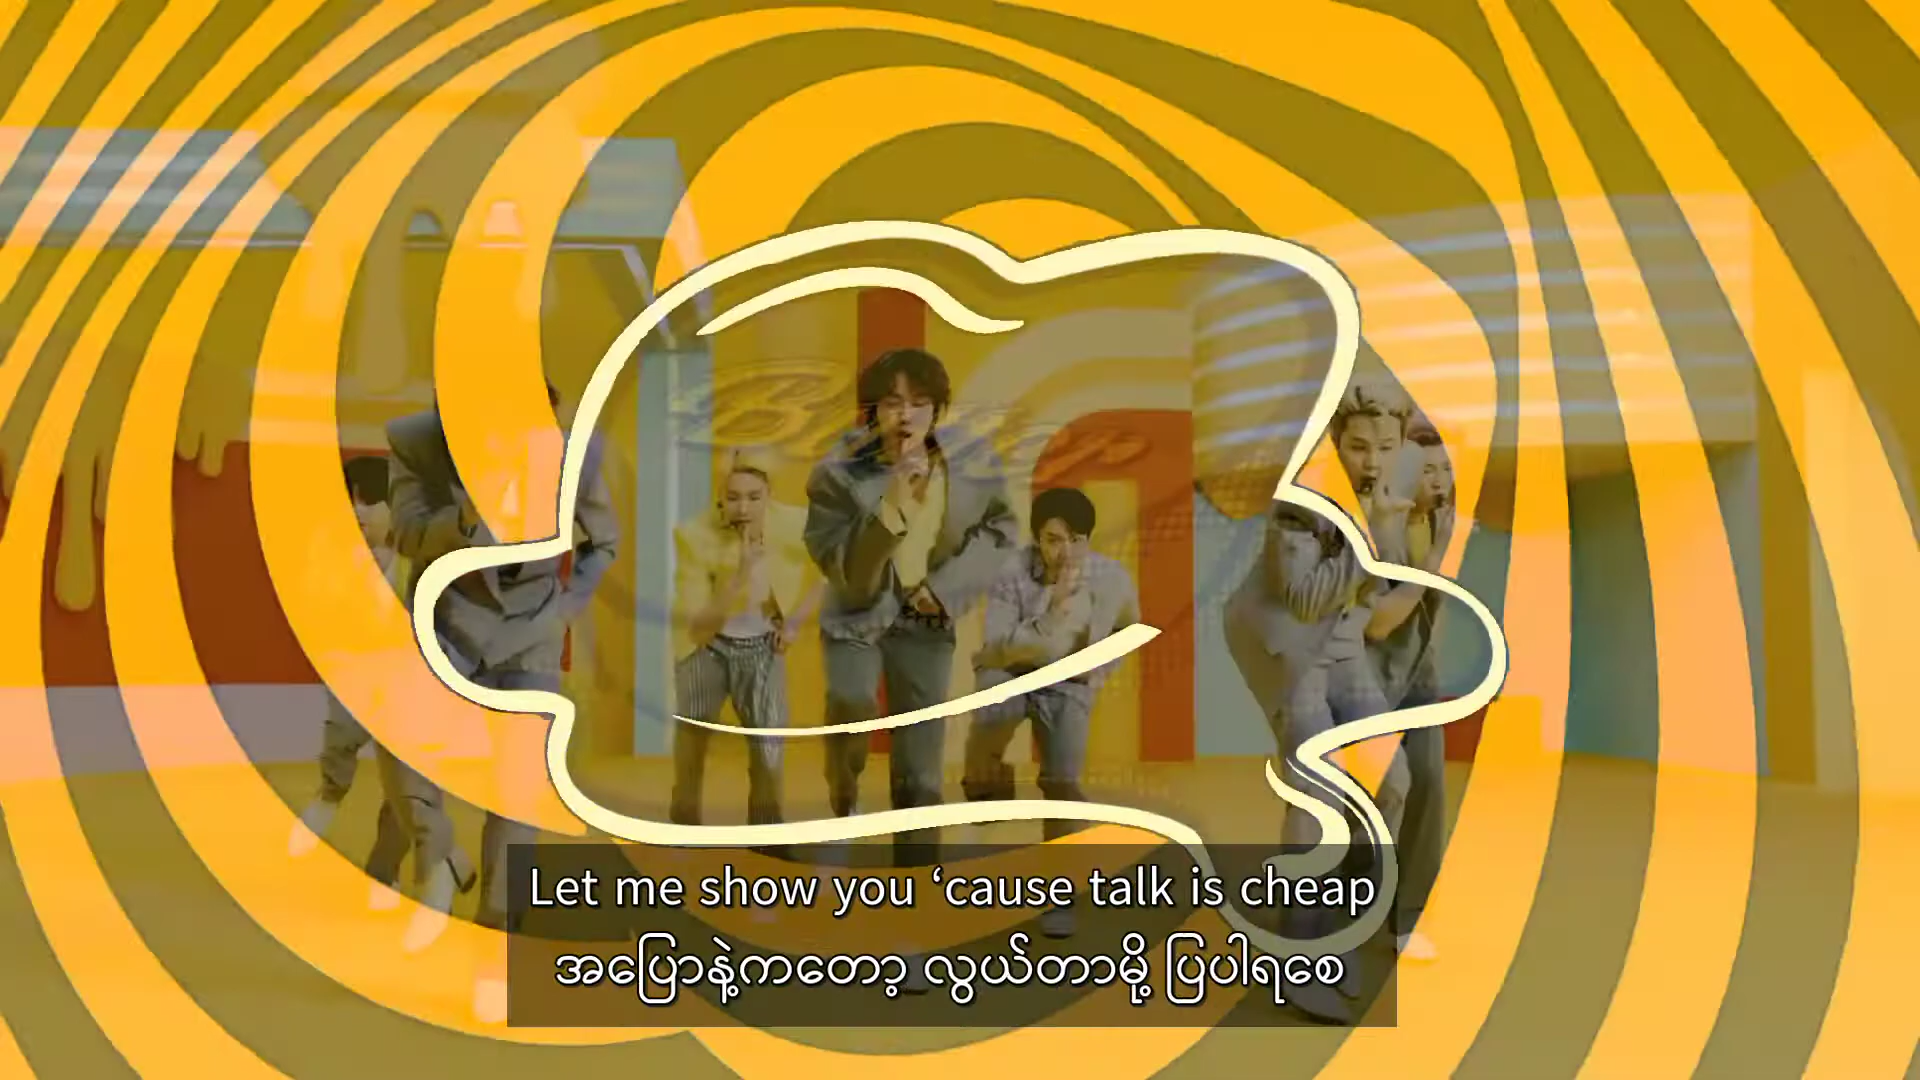 Butter
Let me show you ‘cause talk is cheap
အပြောနဲ့ကတော့ လွယ်တာမို့ ပြပါရစေ